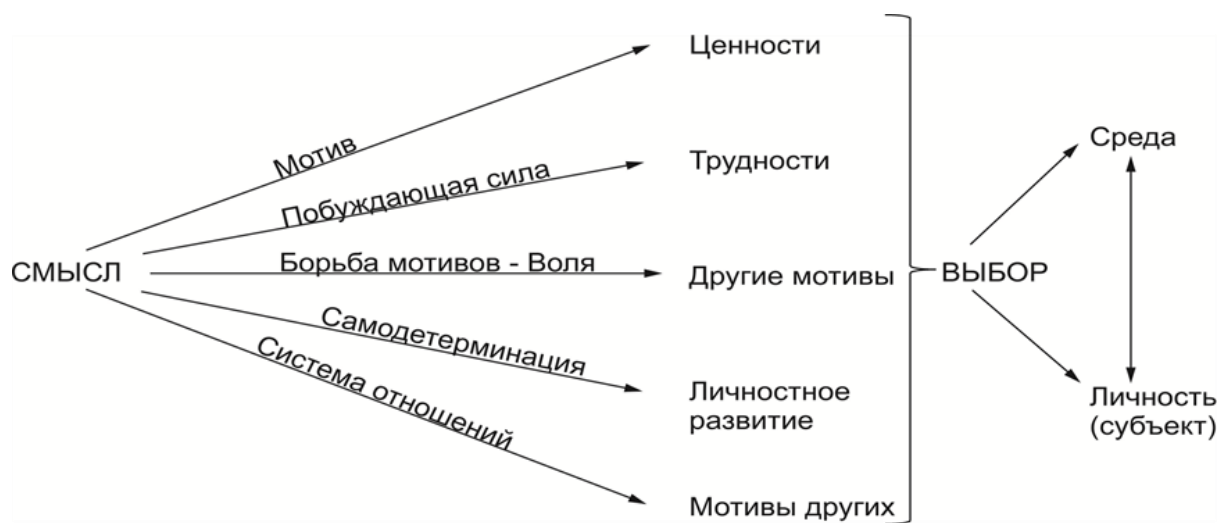 СМЫСЛ
Мотив
Побуждающая сила
Борьба мотивов - Воля
Самодетерминация
Система отношений
Ценности
Трудности
Другие мотивы
Личностное
развитие
Мотивы других
ВЫБОР
Среда
Личность
(субъект)